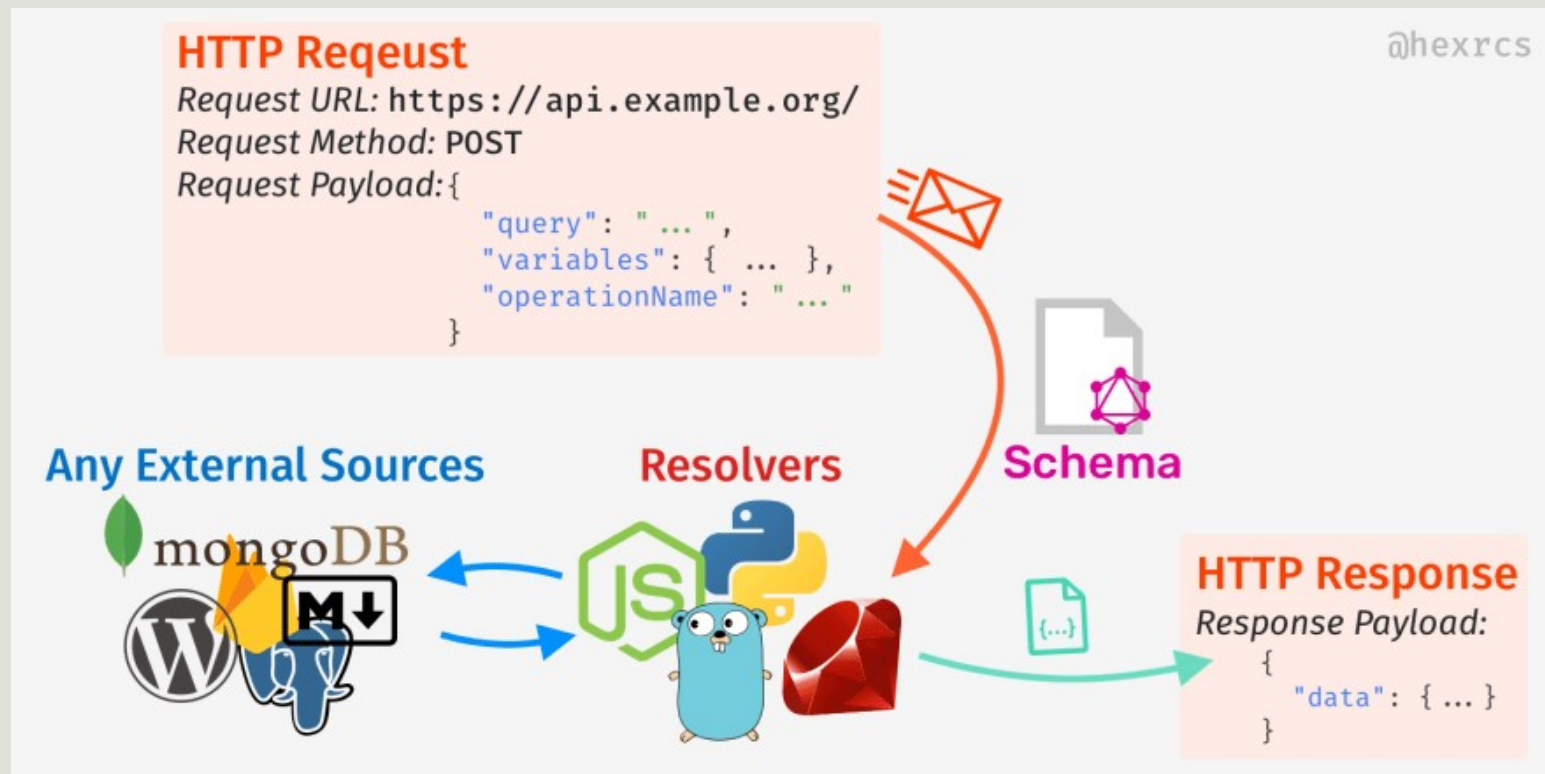 HTTP Reqeust
@hexrcs
Request URL: https://api.example.org/
Request Method: POST
Request Payload: {
"query": "...",
"variables": { ... },
"operationName": "..."
}
Schema
Any External Sources
Resolvers
mongoDB
W
M
JS
HTTP Response
Response Payload:
{
"data": { ... }
}
{...}